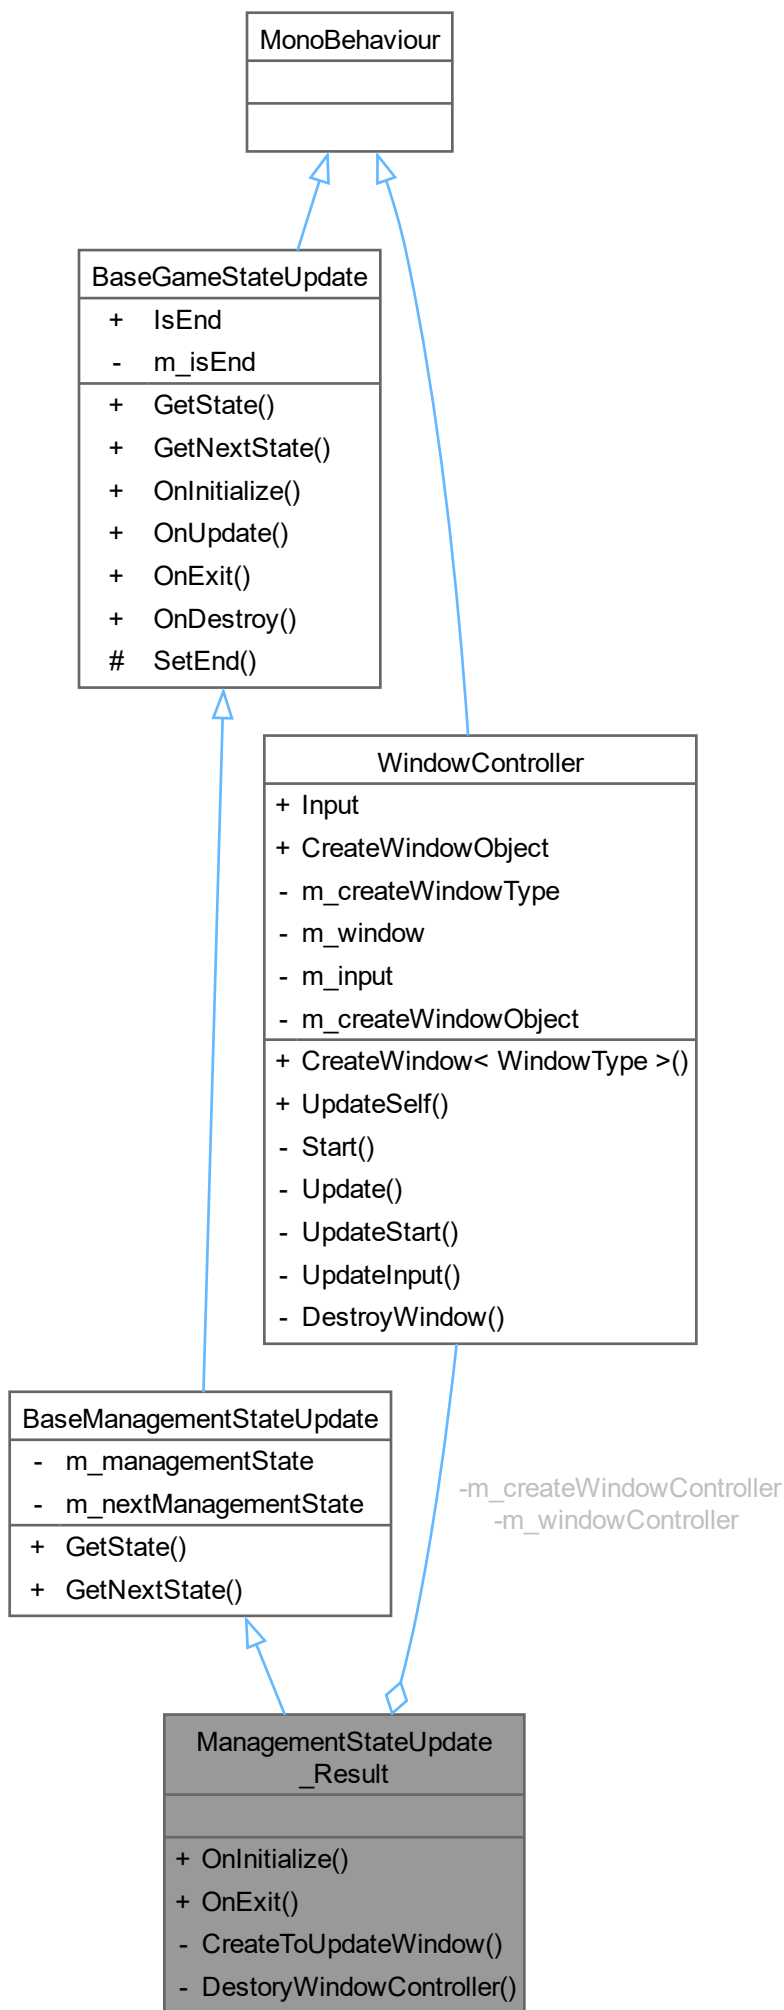 MonoBehaviour
BaseGameStateUpdate
+ IsEnd
- m_isEnd
+ GetState()
+ GetNextState()
+ OnInitialize()
+ OnUpdate()
+ OnExit()
+ OnDestroy()
# SetEnd()
WindowController
+ Input
+ CreateWindowObject
- m_createWindowType
- m_window
- m_input
- m_createWindowObject
+ CreateWindow< WindowType >()
+ UpdateSelf()
- Start()
- Update()
- UpdateStart()
- UpdateInput()
- DestroyWindow()
BaseManagementStateUpdate
- m_managementState
- m_nextManagementState
+ GetState()
+ GetNextState()
-m_createWindowController
-m_windowController
ManagementStateUpdate
_Result
+ OnInitialize()
+ OnExit()
- CreateToUpdateWindow()
- DestoryWindowController()